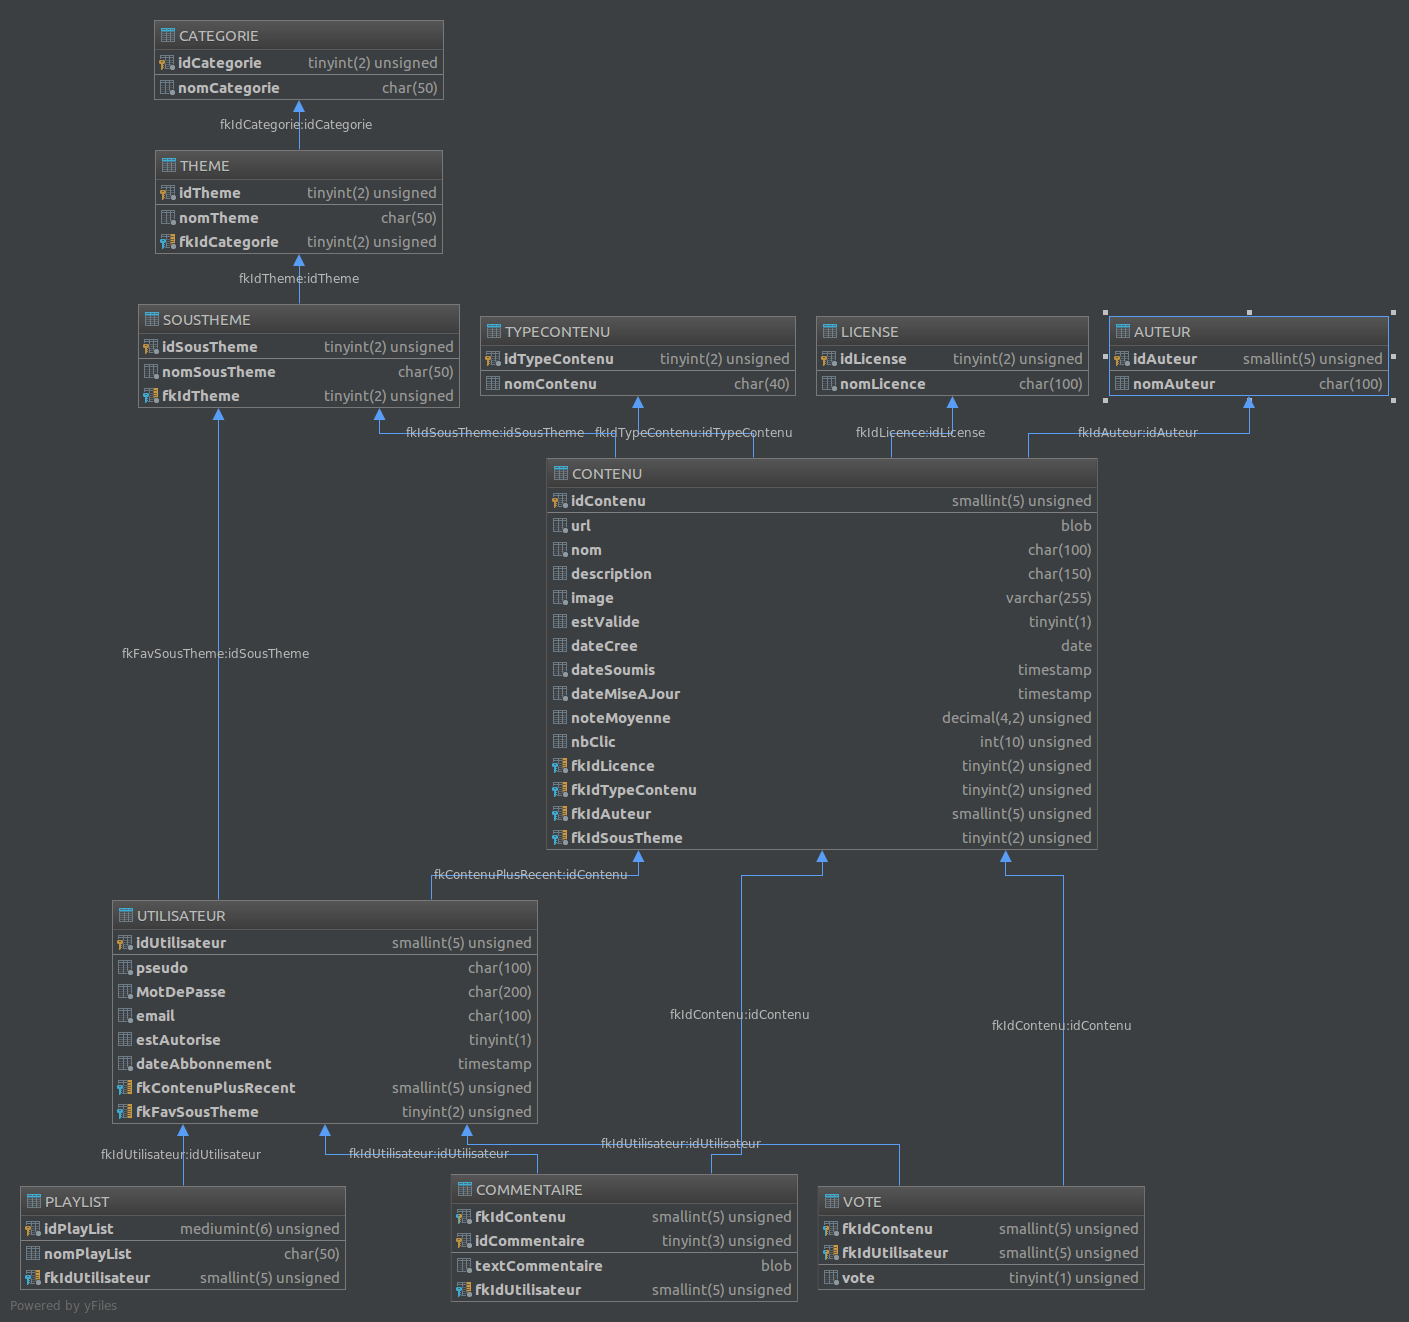 CATEGORIE
idCategorie tinyint(2) unsigned
nomCategorie char(50)
fkIdCategorie:idCategorie
THEME
idTheme tinyint(2) unsigned
nomTheme char(50)
fkIdCategorie tinyint(2) unsigned
fkIdTheme:idTheme
SOUSTHEME
idSousTheme tinyint(2) unsigned
nomSousTheme char(50)
fkIdTheme tinyint(2) unsigned
TYPECONTENU
idTypeContenu tinyint(2) unsigned
nomContenu char(40)
LICENSE
idLicense tinyint(2) unsigned
nomLicence char(100)
AUTEUR
idAuteur smallint(5) unsigned
nomAuteur char(100)
fkIdSousTheme:idSousTheme
fkIdTypeContenu:idTypeContenu
fkIdLicence:idLicense
fkIdAuteur:idAuteur
CONTENU
idContenu smallint(5) unsigned
url blob
nom char(100)
description char(150)
image varchar(255)
estValide tinyint(1)
dateCree date
dateSoumis timestamp
dateMiseAJour timestamp
noteMoyenne decimal(4,2) unsigned
nbClic int(10) unsigned
fkIdLicence tinyint(2) unsigned
fkIdTypeContenu tinyint(2) unsigned
fkIdAuteur smallint(5) unsigned
fkIdSousTheme tinyint(2) unsigned
fkFavSousTheme:idSousTheme
fkContenuPlusRecent:idContenu
UTILISATEUR
idUtilisateur smallint(5) unsigned
pseudo char(100)
MotDePasse char(200)
email char(100)
estAutorise tinyint(1)
dateAbbonnement timestamp
fkContenuPlusRecent smallint(5) unsigned
fkFavSousTheme tinyint(2) unsigned
fkIdContenu:idContenu
fkIdContenu:idContenu
fkIdUtilisateur:idUtilisateur
fkIdUtilisateur:idUtilisateur
fkIdUtilisateur:idUtilisateur
PLAYLIST
idPlayList mediumint(6) unsigned
nomPlayList char(50)
fkIdUtilisateur smallint(5) unsigned
COMMENTAIRE
fkIdContenu smallint(5) unsigned
idCommentaire tinyint(3) unsigned
textCommentaire blob
fkIdUtilisateur smallint(5) unsigned
VOTE
fkIdContenu smallint(5) unsigned
fkIdUtilisateur smallint(5) unsigned
vote tinyint(1) unsigned
Powered by yFiles